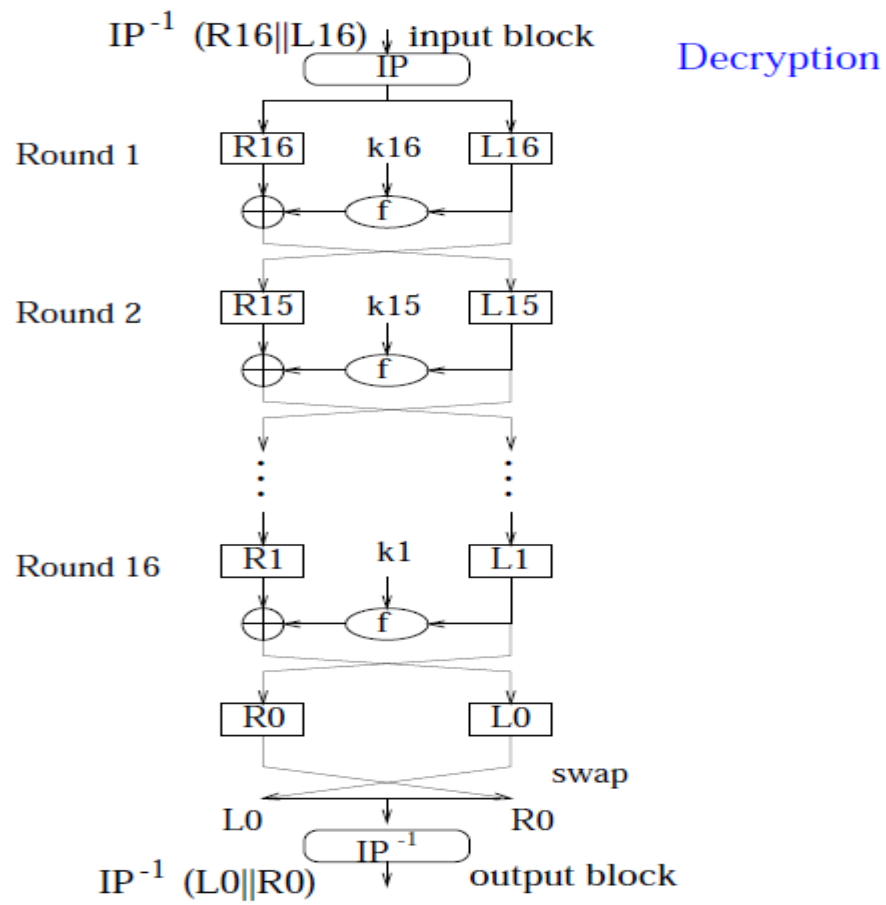 IP⁻¹ (R16||L16) input block
Decryption
IP
Round 1 R16 k16 L16
f
Round 2 R15 k15 L15
f
⋮ ⋮
Round 16 R1 k1 L1
f
R0 L0
swap
L0 R0
IP⁻¹
IP⁻¹ (L0||R0) output block